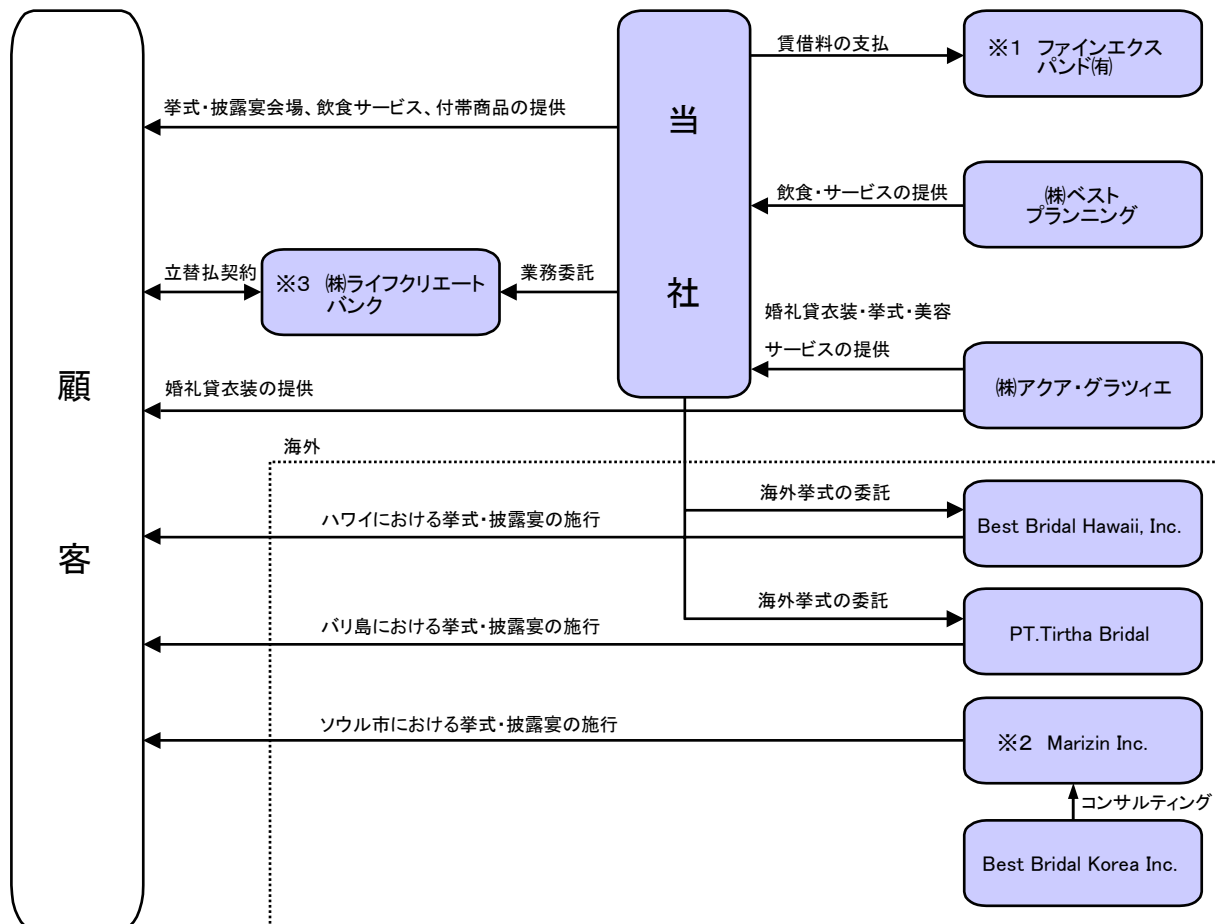 賃借料の支払
※1 ファインエクス
パンド㈲
挙式・披露宴会場、飲食サービス、付帯商品の提供
当
社
飲食・サービスの提供
㈱ベスト
プランニング
立替払契約
※3 ㈱ライフクリエート
バンク
業務委託
婚礼貸衣装・挙式・美容
サービスの提供
㈱アクア・グラツィエ
顧
客
婚礼貸衣装の提供
海外
海外挙式の委託
Best Bridal Hawaii, Inc.
ハワイにおける挙式・披露宴の施行
海外挙式の委託
PT.Tirtha Bridal
バリ島における挙式・披露宴の施行
ソウル市における挙式・披露宴の施行
※2 Marizin Inc.
コンサルティング
Best Bridal Korea Inc.